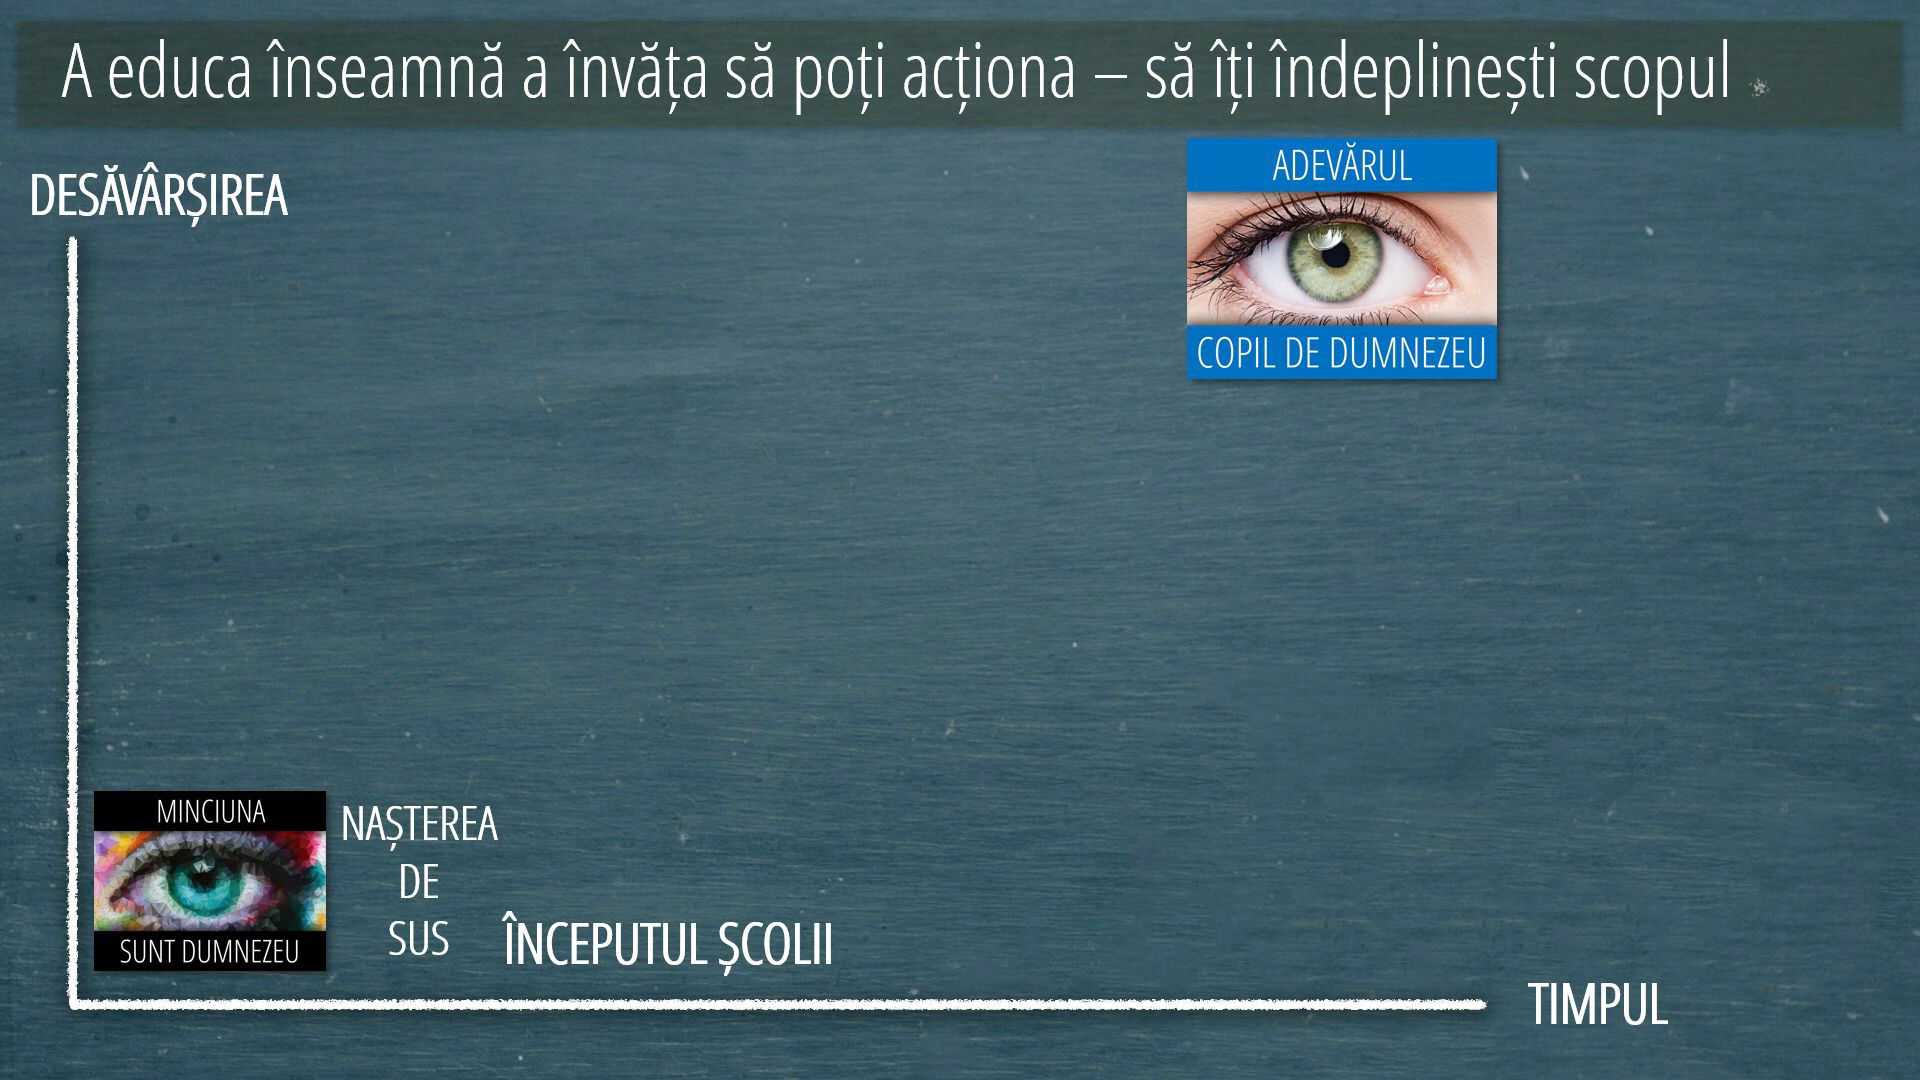 A educa înseamnă a învăța să poți acționa – să îți îndeplinești scopul
ADEVĂRUL
DESĂVÂRȘIREA
COPIL DE DUMNEZEU
MINCIUNA
SUNT DUMNEZEU
NAȘTEREA
DE
SUS
ÎNCEPUTUL ȘCOLII
TIMPUL